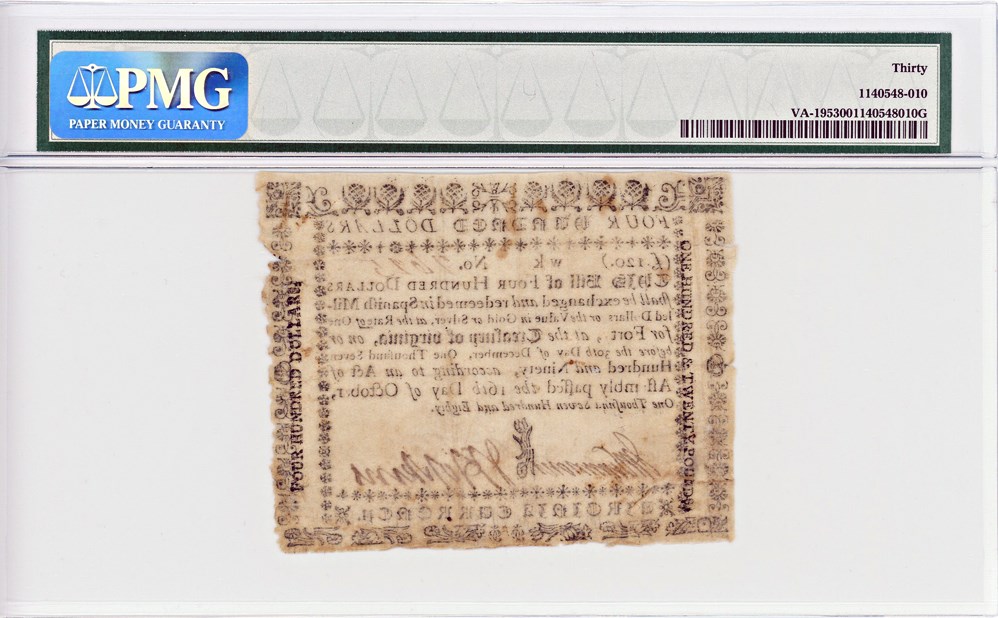 PMG
PAPER MONEY GUARANTY
Thirty
1140548-010
VA-1953001140548010G
FOUR HUNDRED DOLLARS
(£.120.) w k No.
THIS Bill of FOUR HUNDRED DOLLARS
shall be exchanged and redeemed in Spanish Mil-
led Dollars or the Value in Gold or Silver, at the Rate of One
for Fort , at the Treasury of Virginia, on or
before the 30th Day of December, One Thousand Seven
Hundred and Ninety, according to an Act of
Ass mbly passed the 16th Day of October,
One Thousand Seven Hundred and Eighty.
VIRGINIA CURRENCY.
FOUR HUNDRED DOLLARS
ONE HUNDRED & TWENTY POUNDS